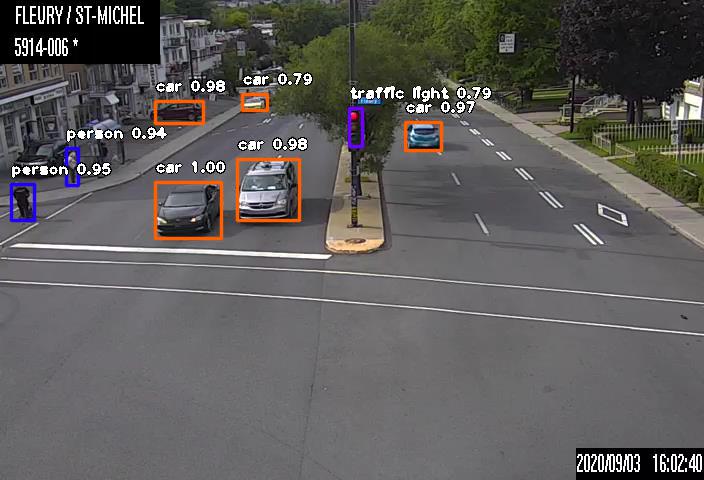 FLEURY / ST-MICHEL
5914-006 *
car 0.98
car 0.79
traffic light 0.79
Fleury
car 0.97
person 0.94
car 0.98
person 0.95
car 1.00
2020/09/03 16:02:40